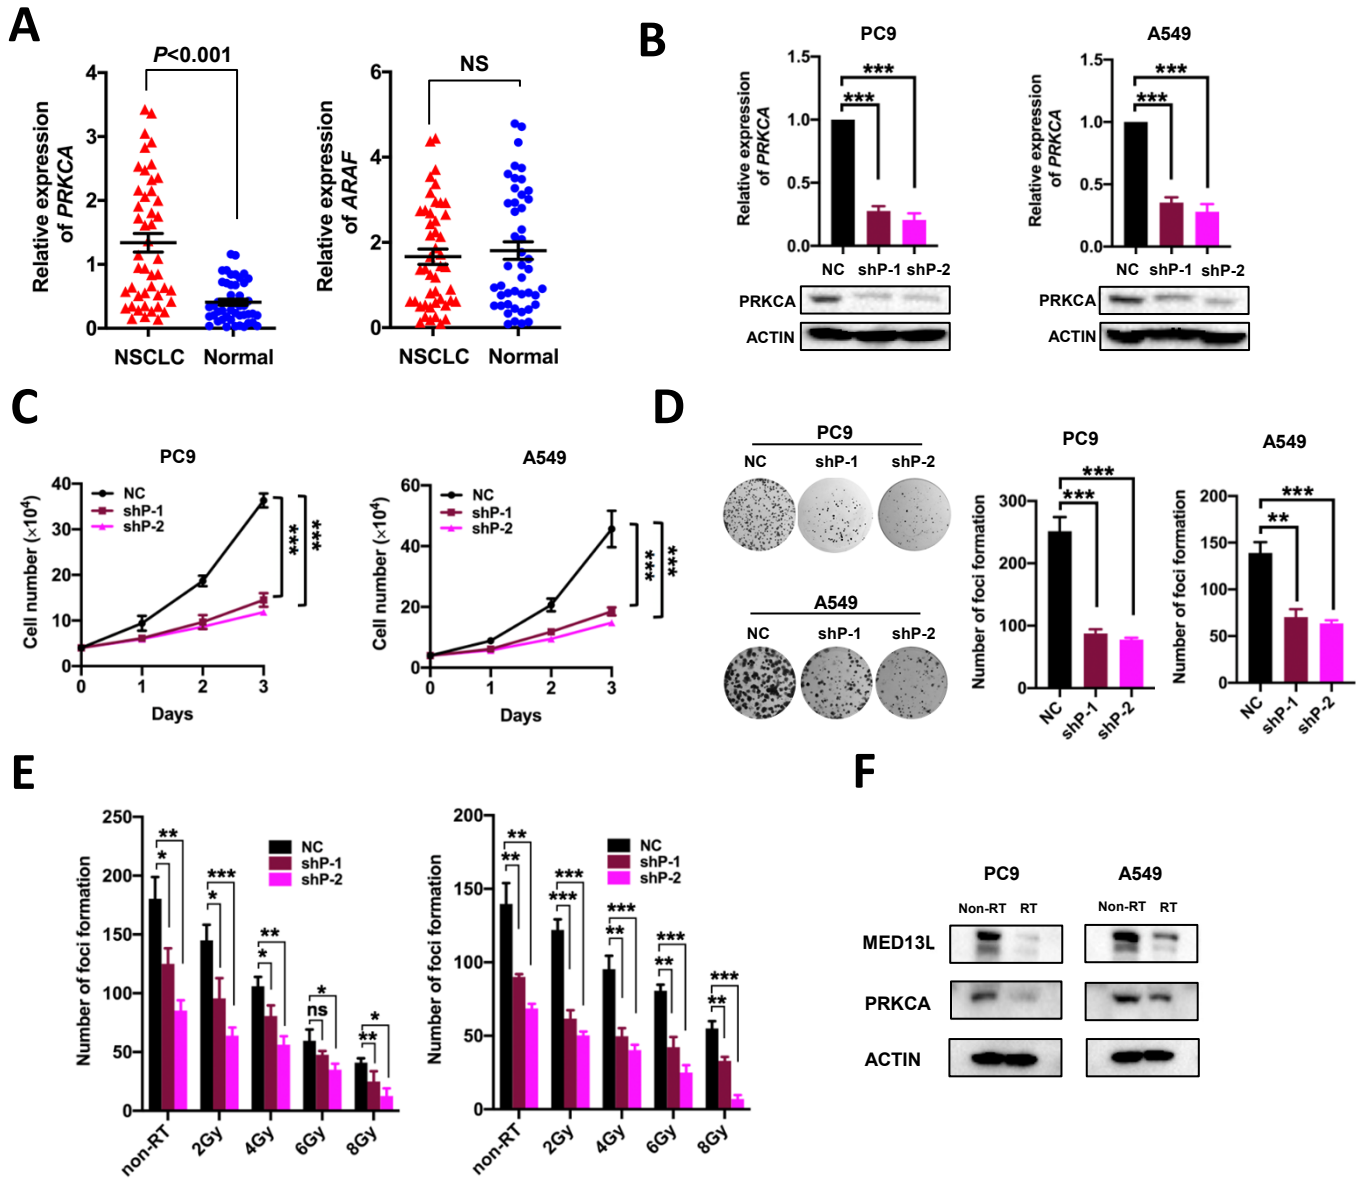 A
P<0.001
Relative expression
of PRKCA
4
3
2
1
0
NSCLC
Normal
NS
Relative expression
of ARAF
6
4
2
0
NSCLC
Normal
B
PC9
Relative expression
of PRKCA
1.5
1.0
0.5
0.0
***
***
NC
shP-1
shP-2
PRKCA
ACTIN
A549
Relative expression
of PRKCA
1.5
1.0
0.5
0.0
***
***
NC
shP-1
shP-2
PRKCA
ACTIN
C
PC9
Cell number (×10⁴)
40
30
20
10
0
NC
shP-1
shP-2
***
***
0
1
2
3
Days
A549
Cell number (×10⁴)
60
40
20
0
NC
shP-1
shP-2
***
***
0
1
2
3
Days
D
PC9
NC
shP-1
shP-2
A549
NC
shP-1
shP-2
PC9
Number of foci formation
300
200
100
0
***
***
NC
shP-1
shP-2
A549
Number of foci formation
200
150
100
50
0
***
**
NC
shP-1
shP-2
E
Number of foci formation
250
200
150
100
50
0
NC
shP-1
shP-2
**
*
***
*
**
*
*
ns
*
**
non-RT
2Gy
4Gy
6Gy
8Gy
Number of foci formation
200
150
100
50
0
NC
shP-1
shP-2
**
**
***
***
***
**
***
**
***
**
non-RT
2Gy
4Gy
6Gy
8Gy
F
PC9
A549
Non-RT
RT
Non-RT
RT
MED13L
PRKCA
ACTIN